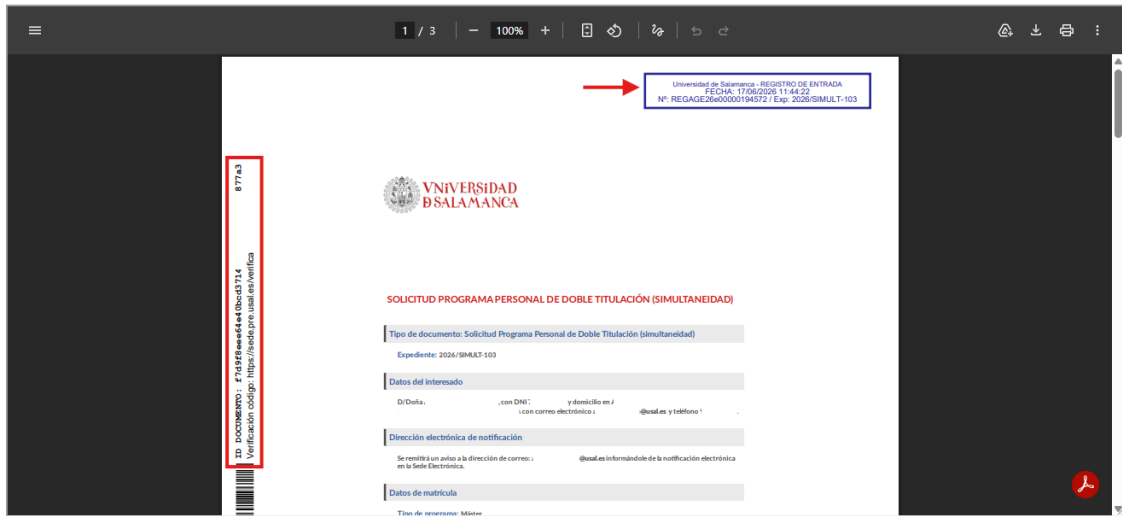 1 / 3
100%
Universidad de Salamanca - REGISTRO DE ENTRADA
FECHA: 17/06/2026 11:44:22
Nº: REGAGE26e00000194572 / Exp: 2026/SIMULT-103
ID DOCUMENTO: f7d9f8eee64e40bcd3714 877a3
Verificación código: https://sede.pre.usal.es/verifica
VNiVERSiDAD
D SALAMANCA
SOLICITUD PROGRAMA PERSONAL DE DOBLE TITULACIÓN (SIMULTANEIDAD)
Tipo de documento: Solicitud Programa Personal de Doble Titulación (simultaneidad)
Expediente: 2026/SIMULT-103
Datos del interesado
D/Doña , con DNI y domicilio en
con correo electrónico @usal.es y teléfono
Dirección electrónica de notificación
Se remitirá un aviso a la dirección de correo: @usal.es informándole de la notificación electrónica
en la Sede Electrónica.
Datos de matrícula
Tipo de programa: Máster